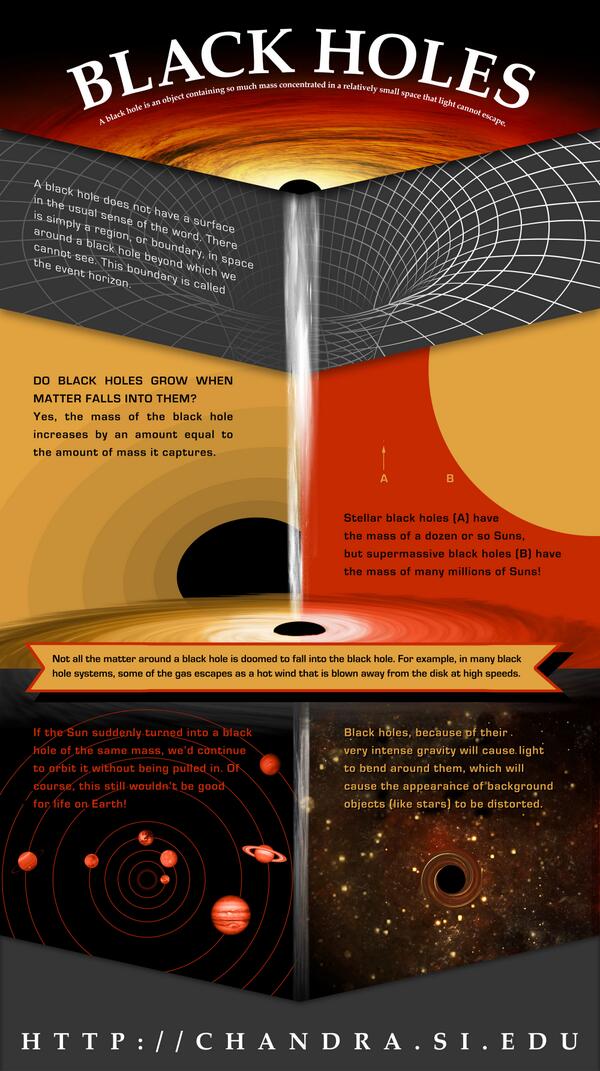 BLACK HOLES
A black hole is an object containing so much mass concentrated in a relatively small space that light cannot escape.
A black hole does not have a surface
in the usual sense of the word. There
is simply a region, or boundary, in space
around a black hole beyond which we
cannot see. This boundary is called
the event horizon.
DO BLACK HOLES GROW WHEN
MATTER FALLS INTO THEM?
Yes, the mass of the black hole
increases by an amount equal to
the amount of mass it captures.
A B
Stellar black holes (A) have
the mass of a dozen or so Suns,
but supermassive black holes (B) have
the mass of many millions of Suns!
Not all the matter around a black hole is doomed to fall into the black hole. For example, in many black
hole systems, some of the gas escapes as a hot wind that is blown away from the disk at high speeds.
If the Sun suddenly turned into a black
hole of the same mass, we'd continue
to orbit it without being pulled in. Of
course, this still wouldn't be good
for life on Earth!
Black holes, because of their
very intense gravity will cause light
to bend around them, which will
cause the appearance of background
objects (like stars) to be distorted.
HTTP://CHANDRA.SI.EDU